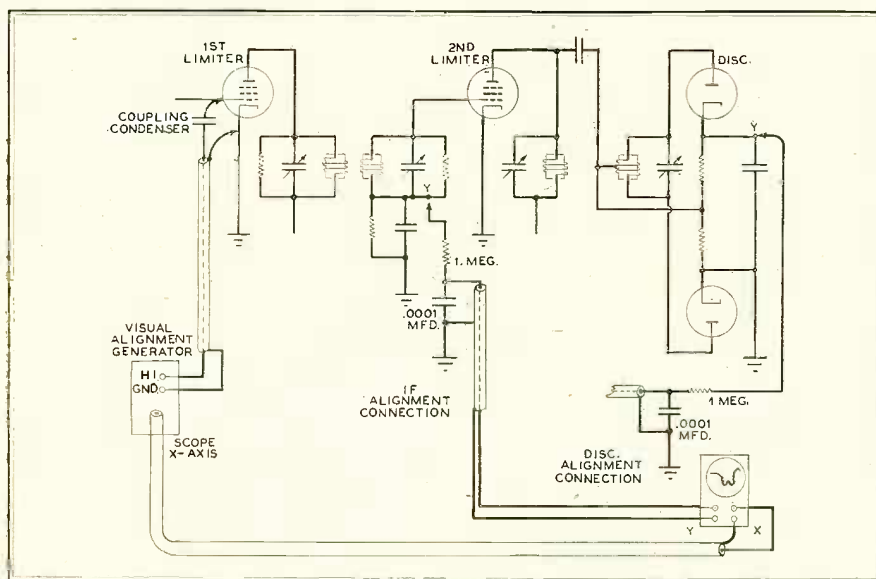 1ST
LIMITER
2ND
LIMITER
DISC.
COUPLING
CONDENSER
Y
Y
1. MEG.
.0001
MFD.
VISUAL
ALIGNMENT
GENERATOR
HI
GND.
IF
ALIGNMENT
CONNECTION
1 MEG.
.0001
MFD.
SCOPE
X-AXIS
DISC.
ALIGNMENT
CONNECTION
Y X